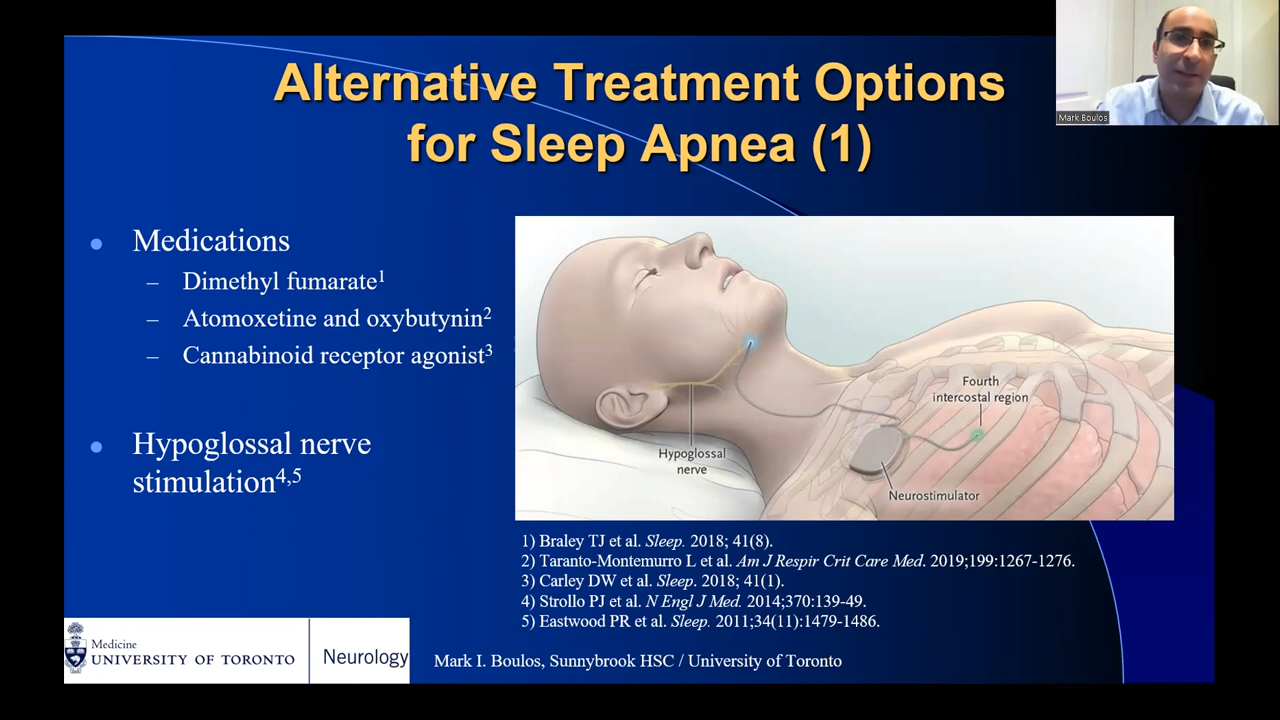 Alternative Treatment Options
for Sleep Apnea (1)
Mark Boulos
• Medications
– Dimethyl fumarate1
– Atomoxetine and oxybutynin2
– Cannabinoid receptor agonist3
• Hypoglossal nerve
stimulation4,5
Fourth
intercostal region
Hypoglossal
nerve
Neurostimulator
1) Braley TJ et al. Sleep. 2018; 41(8).
2) Taranto-Montemurro L et al. Am J Respir Crit Care Med. 2019;199:1267-1276.
3) Carley DW et al. Sleep. 2018; 41(1).
4) Strollo PJ et al. N Engl J Med. 2014;370:139-49.
5) Eastwood PR et al. Sleep. 2011;34(11):1479-1486.
Medicine
UNIVERSITY OF TORONTO
Neurology
Mark I. Boulos, Sunnybrook HSC / University of Toronto